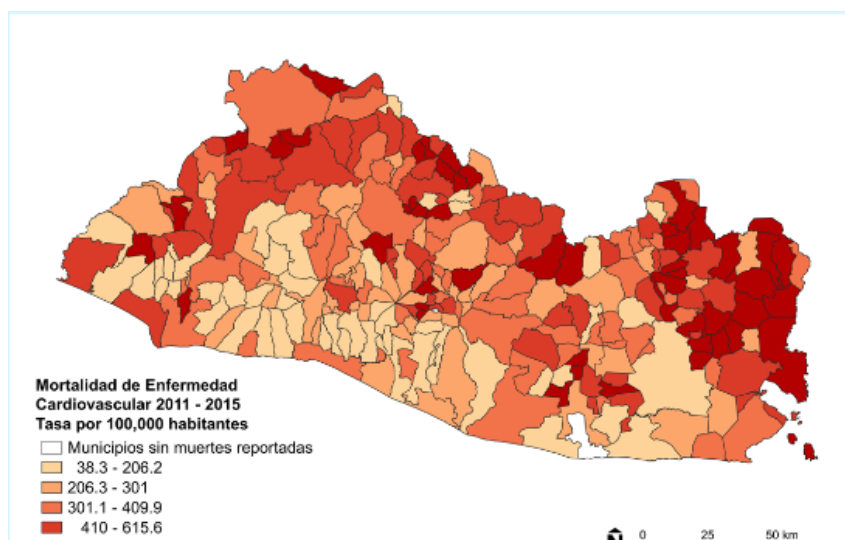 Mortalidad de Enfermedad
Cardiovascular 2011 - 2015
Tasa por 100,000 habitantes
Municipios sin muertes reportadas
38.3 - 206.2
206.3 - 301
301.1 - 409.9
410 - 615.6
0 25 50 km